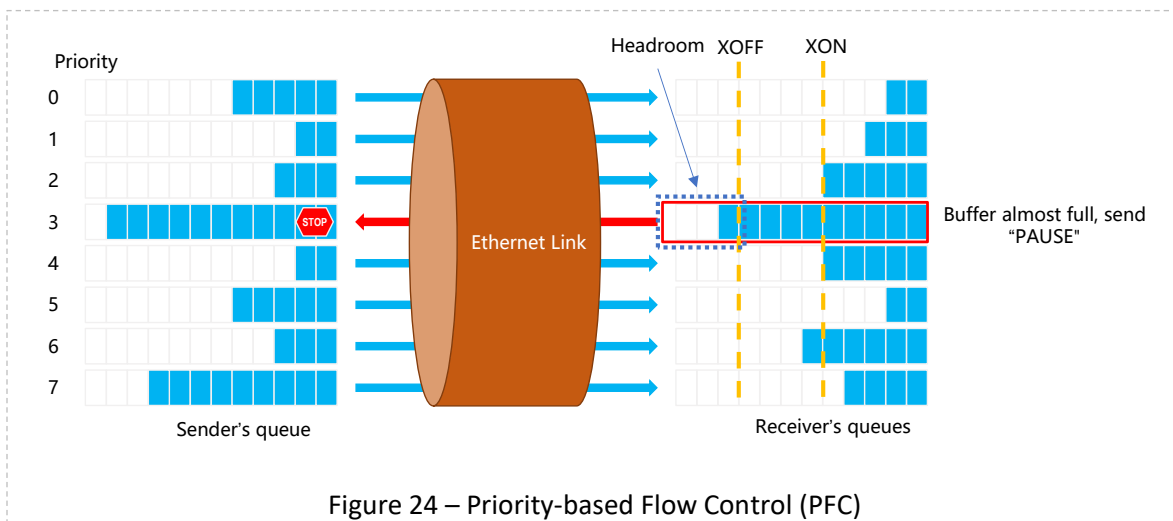 Headroom XOFF XON
Priority
0
1
2
3
STOP
Ethernet Link
Buffer almost full, send
“PAUSE"
4
5
6
7
Sender’s queue
Receiver’s queues
Figure 24 – Priority-based Flow Control (PFC)